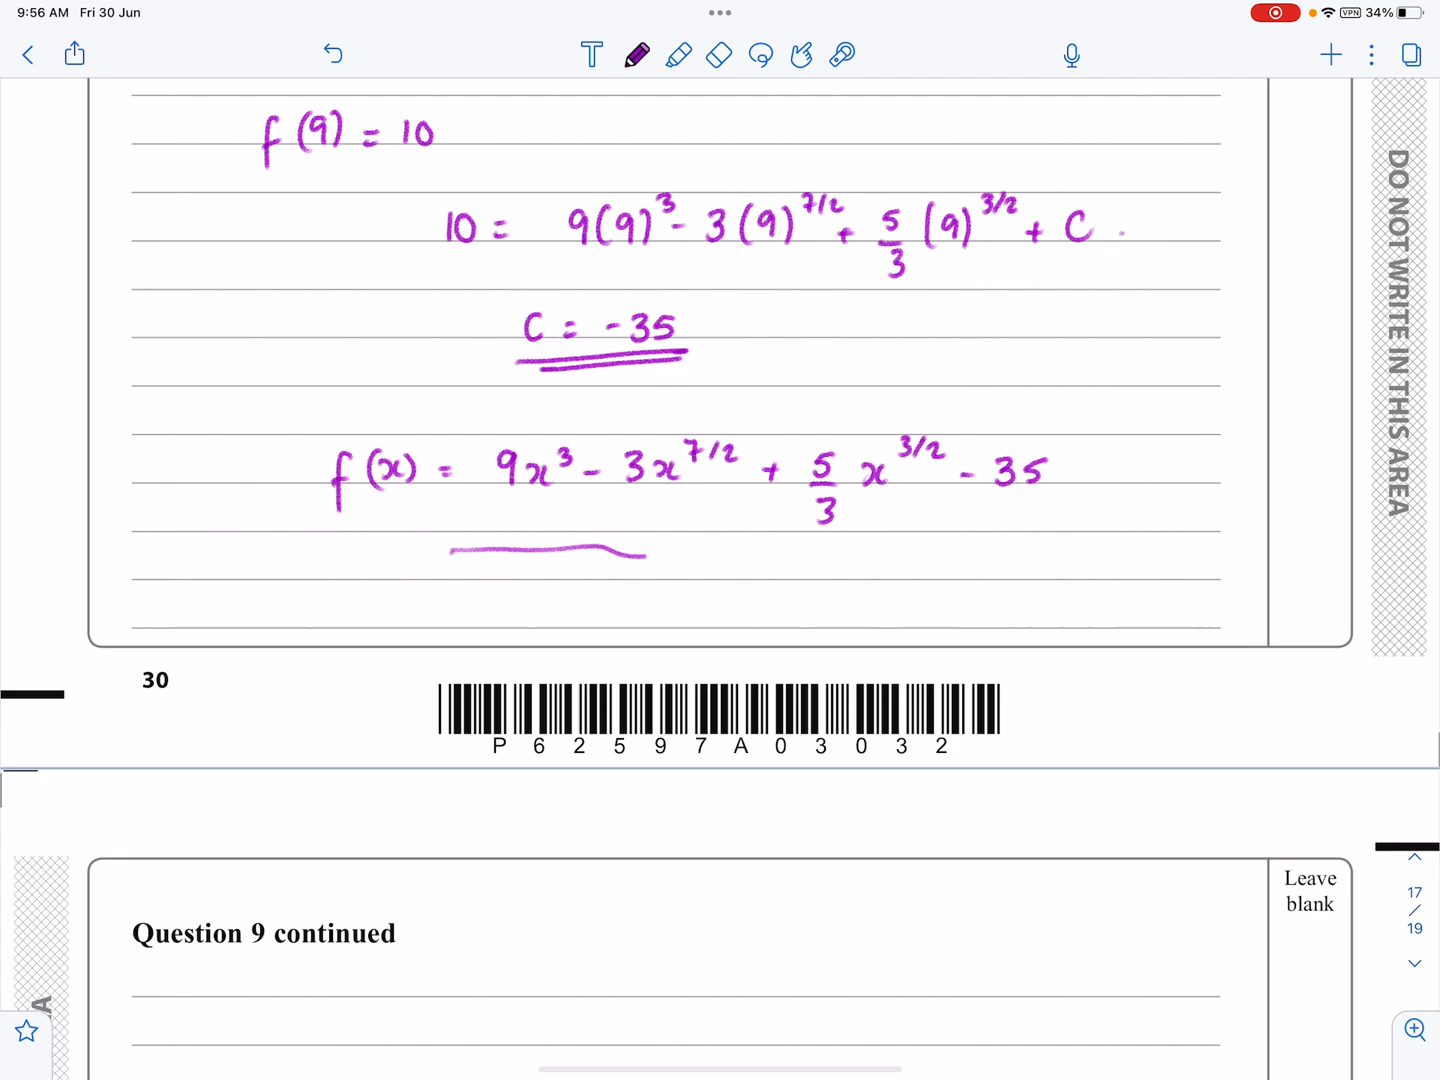 9:56 AM Fri 30 Jun
VPN 34%
f(9) = 10
10 = 9(9)³ - 3(9)^{7/2} + 5/3 (9)^{3/2} + C
C = -35
f(x) = 9x³ - 3x^{7/2} + 5/3 x^{3/2} - 35
DO NOT WRITE IN THIS AREA
30
P 6 2 5 9 7 A 0 3 0 3 2
Leave
blank
Question 9 continued
17
/
19
A